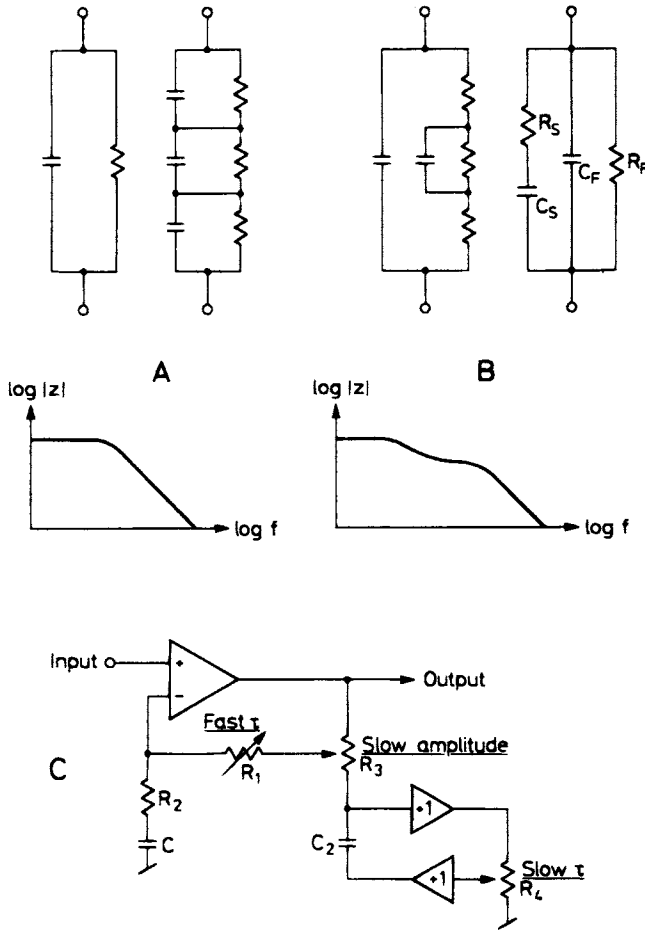 R_S
C_F
R_F
C_S
A
B
log |z|
log |z|
log f
log f
Input
+
−
Output
Fast τ
Slow amplitude
R_1
R_3
C
R_2
C
+1
C_2
+1
Slow τ
R_4